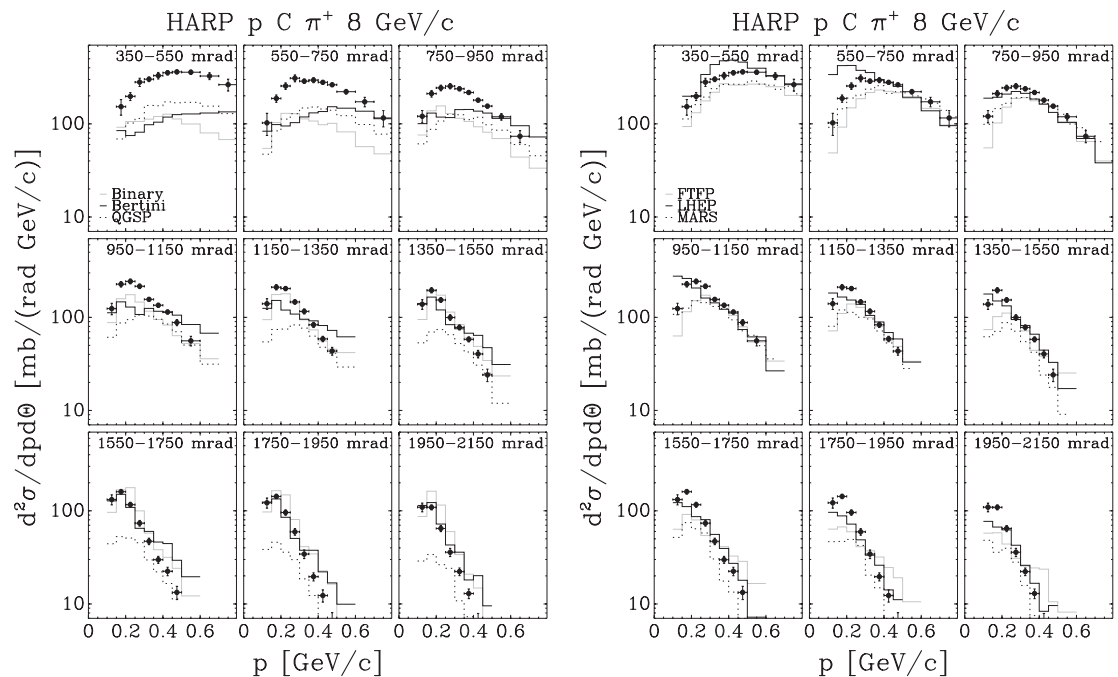 HARP p C π⁺ 8 GeV/c
d²σ/dpdΘ [mb/(rad GeV/c)]
350−550 mrad
550−750 mrad
750−950 mrad
100
10
Binary
Bertini
QGSP
950−1150 mrad
1150−1350 mrad
1350−1550 mrad
100
10
1550−1750 mrad
1750−1950 mrad
1950−2150 mrad
100
10
0 0.2 0.4 0.6 0 0.2 0.4 0.6 0 0.2 0.4 0.6
p [GeV/c]
HARP p C π⁺ 8 GeV/c
d²σ/dpdΘ [mb/(rad GeV/c)]
350−550 mrad
550−750 mrad
750−950 mrad
100
10
FTFP
LHEP
MARS
950−1150 mrad
1150−1350 mrad
1350−1550 mrad
100
10
1550−1750 mrad
1750−1950 mrad
1950−2150 mrad
100
10
0 0.2 0.4 0.6 0 0.2 0.4 0.6 0 0.2 0.4 0.6
p [GeV/c]